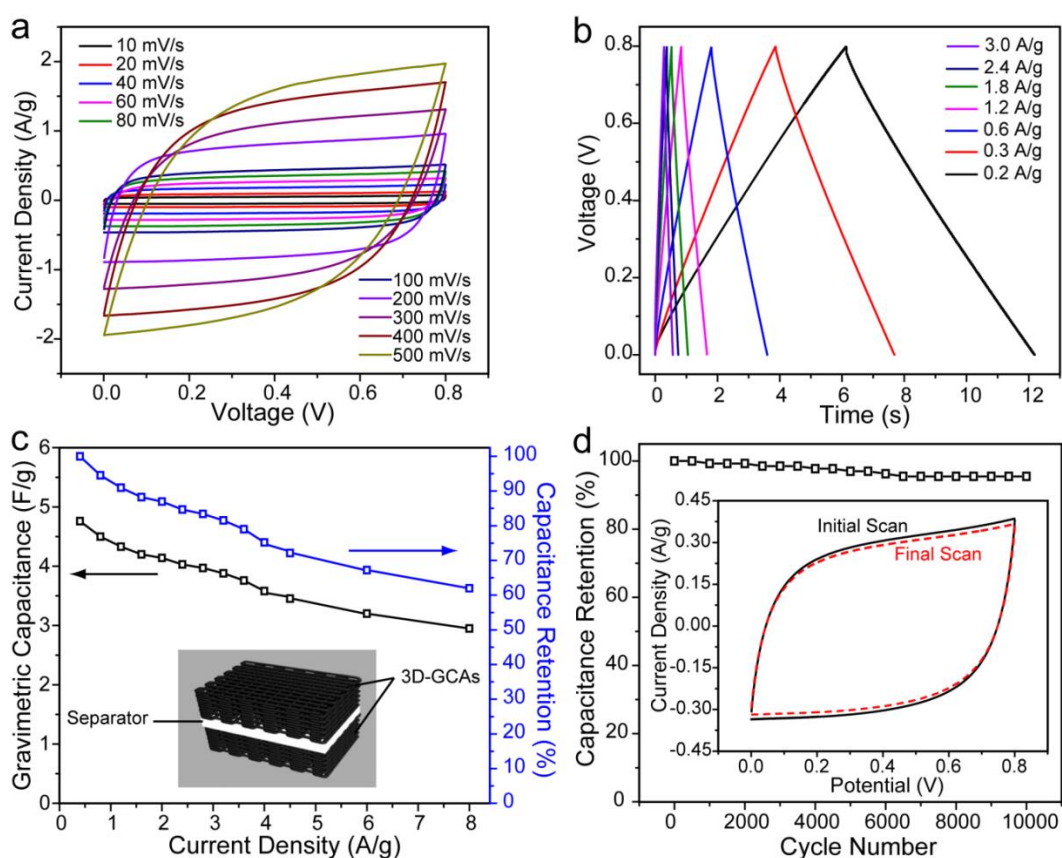 a
10 mV/s
20 mV/s
40 mV/s
60 mV/s
80 mV/s
100 mV/s
200 mV/s
300 mV/s
400 mV/s
500 mV/s
Current Density (A/g)
2
1
0
-1
-2
0.0 0.2 0.4 0.6 0.8
Voltage (V)
b
3.0 A/g
2.4 A/g
1.8 A/g
1.2 A/g
0.6 A/g
0.3 A/g
0.2 A/g
Voltage (V)
0.8
0.6
0.4
0.2
0.0
0 2 4 6 8 10 12
Time (s)
c
Gravimetric Capacitance (F/g)
6
5
4
3
2
1
0
Separator
3D-GCAs
Capacitance Retention (%)
100
90
80
70
60
50
40
30
20
10
0
0 1 2 3 4 5 6 7 8
Current Density (A/g)
d
Capacitance Retention (%)
100
80
60
40
20
0
Initial Scan
Final Scan
Current Density (A/g)
0.45
0.30
0.15
0.00
-0.15
-0.30
-0.45
0.0 0.2 0.4 0.6 0.8
Potential (V)
0 2000 4000 6000 8000 10000
Cycle Number